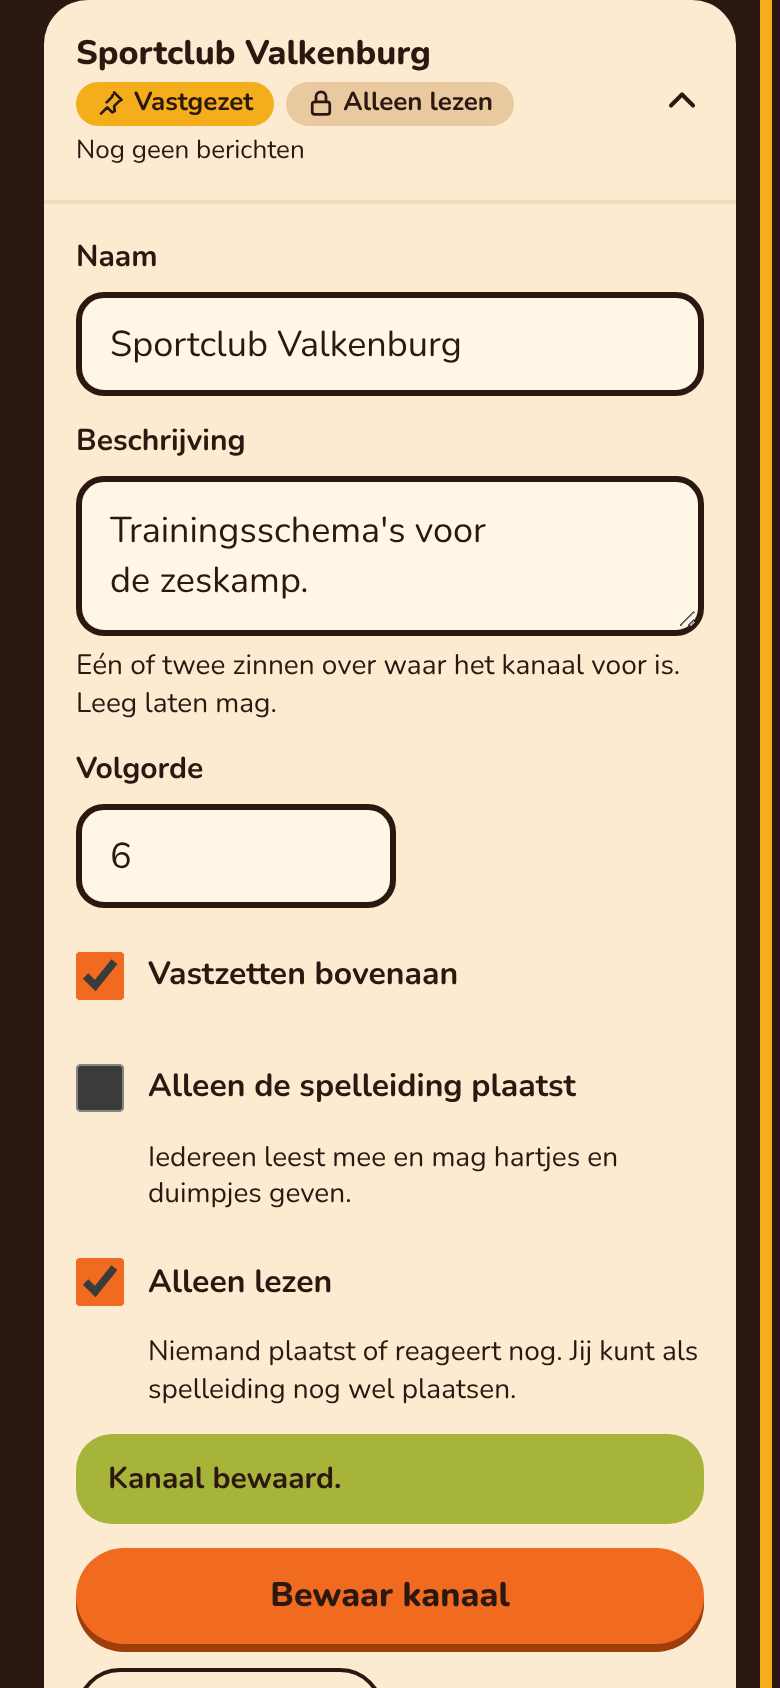 Sportclub Valkenburg
Vastgezet
Alleen lezen
Nog geen berichten
Naam
Sportclub Valkenburg
Beschrijving
Trainingsschema's voor
de zeskamp.
Eén of twee zinnen over waar het kanaal voor is.
Leeg laten mag.
Volgorde
6
Vastzetten bovenaan
Alleen de spelleiding plaatst
Iedereen leest mee en mag hartjes en
duimpjes geven.
Alleen lezen
Niemand plaatst of reageert nog. Jij kunt als
spelleiding nog wel plaatsen.
Kanaal bewaard.
Bewaar kanaal